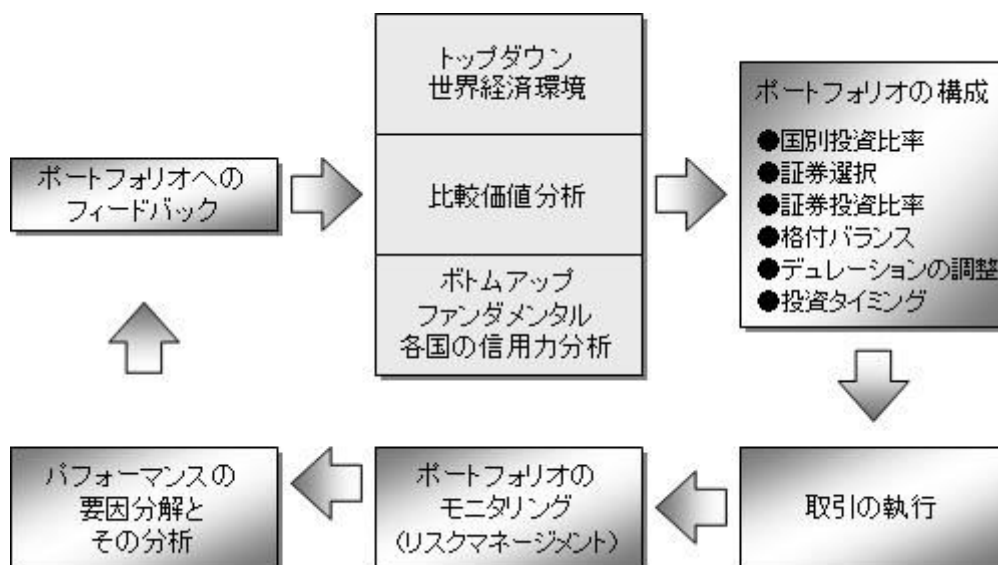 トップダウン
世界経済環境
比較価値分析
ボトムアップ
ファンダメンタル
各国の信用力分析
ポートフォリオの構成
●国別投資比率
●証券選択
●証券投資比率
●格付バランス
●デュレーションの調整
●投資タイミング
取引の執行
ポートフォリオの
モニタリング
(リスクマネージメント)
パフォーマンスの
要因分解と
その分析
ポートフォリオへの
フィードバック